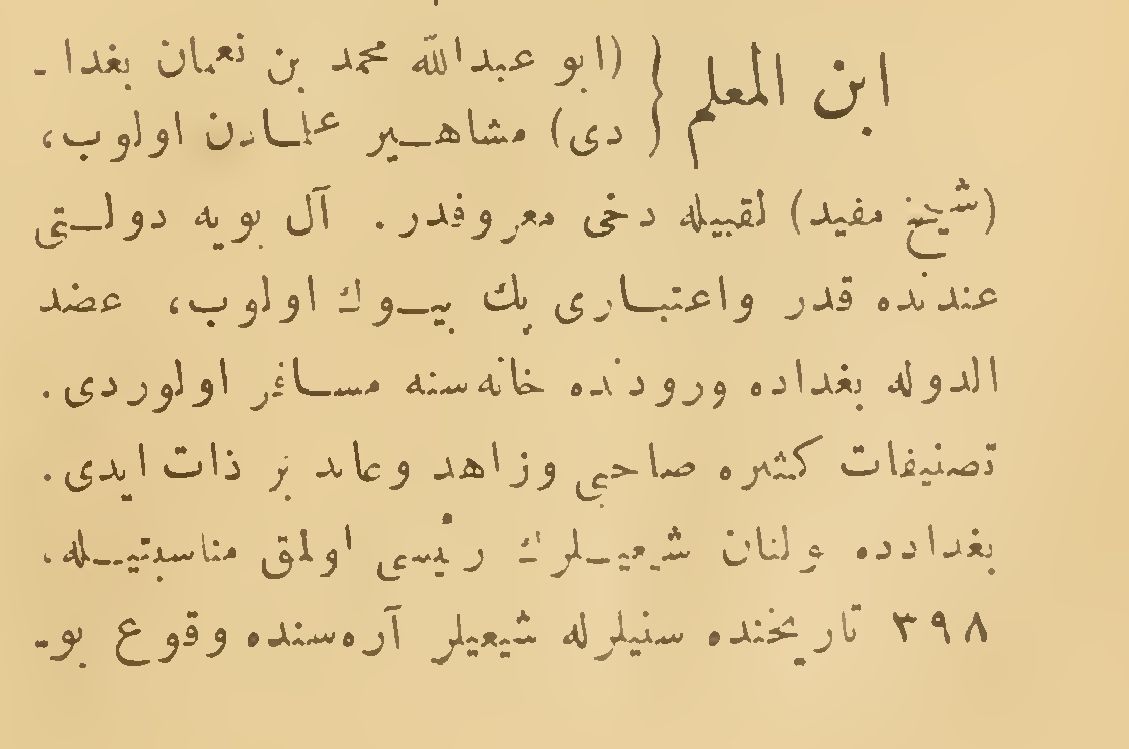 ابن المعلم { (ابو عبدالله محمد بن نعمان بغدا-
دی) مشاهیر علمادن اولوب،
(شیخ مفید) لقبیله دخی معروفدر. آل بویه دولتی
عندنده قدر واعتباری پك بیوك اولوب، عضد
الدوله بغداده ورودنده خانه‌سنه مسافر اولوردی.
تصنیفات کثیره صاحبی وزاهد وعابد بر ذات ایدی.
بغدادده بولنان شیعیلرك رئیسی اولمق مناسبتیله،
٣٩٨ تاریخنده سنیلرله شیعیلر آره‌سنده وقوع بو-